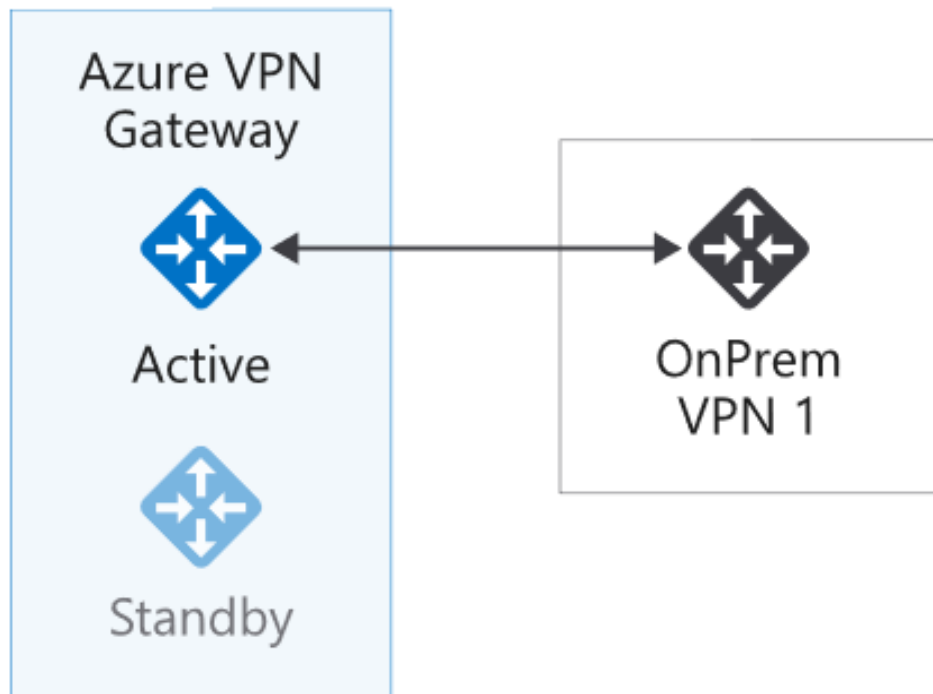 Azure VPN
Gateway
Active
Standby
OnPrem
VPN 1